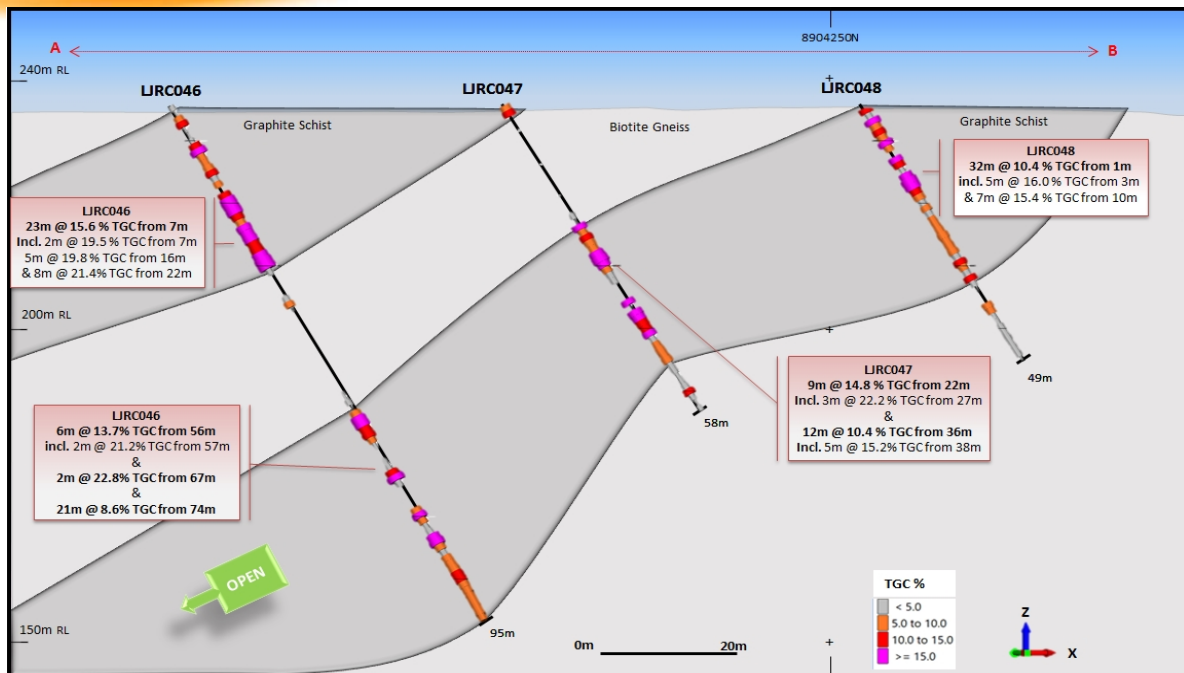 8904250N
A
B
240m RL
LJRC046
LJRC047
LJRC048
Graphite Schist
Biotite Gneiss
Graphite Schist
LJRC048
32m @ 10.4 % TGC from 1m
incl. 5m @ 16.0 % TGC from 3m
& 7m @ 15.4 % TGC from 10m
LJRC046
23m @ 15.6 % TGC from 7m
Incl. 2m @ 19.5% TGC from 7m
5m @ 19.8% TGC from 16m
& 8m @ 21.4% TGC from 22m
200m RL
49m
LJRC047
9m @ 14.8 % TGC from 22m
Incl. 3m @ 22.2% TGC from 27m
&
12m @ 10.4 % TGC from 36m
Incl. 5m @ 15.2% TGC from 38m
58m
LJRC046
6m @ 13.7% TGC from 56m
incl. 2m @ 21.2% TGC from 57m
&
2m @ 22.8% TGC from 67m
&
21m @ 8.6% TGC from 74m
OPEN
150m RL
95m
0m
20m
TGC %
< 5.0
5.0 to 10.0
10.0 to 15.0
>= 15.0
Z
X